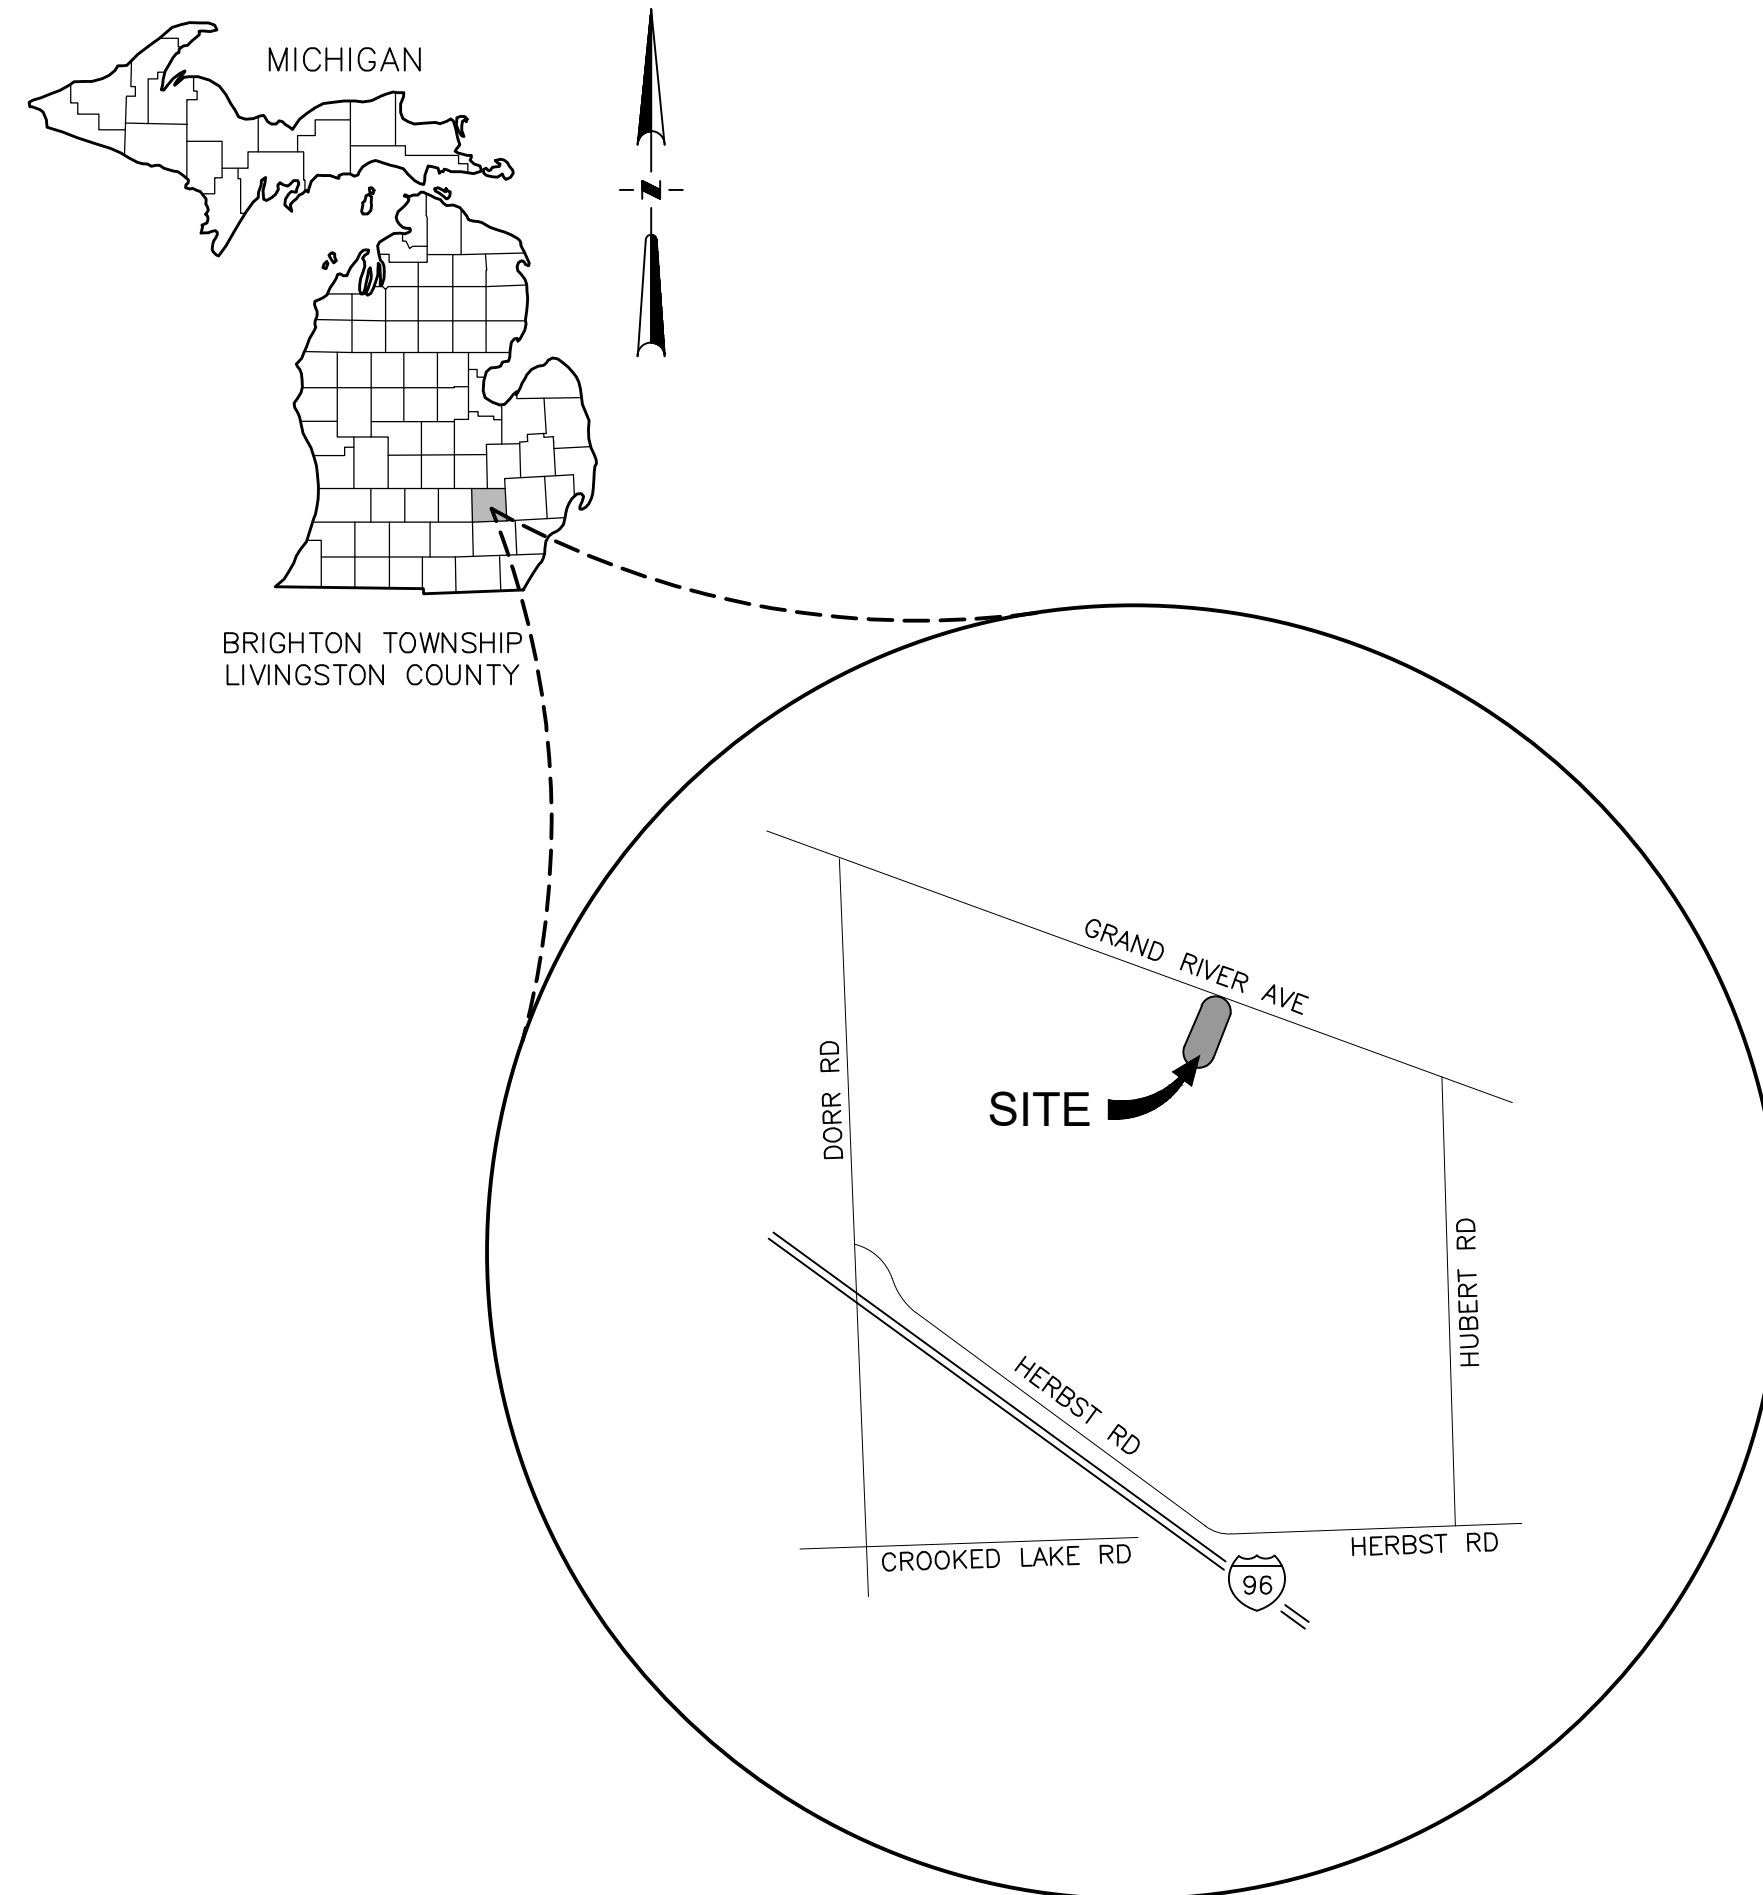 MICHIGAN
N
BRIGHTON TOWNSHIP
LIVINGSTON COUNTY
GRAND RIVER AVE
DORR RD
SITE
HUBERT RD
HERBST RD
CROOKED LAKE RD
HERBST RD
96